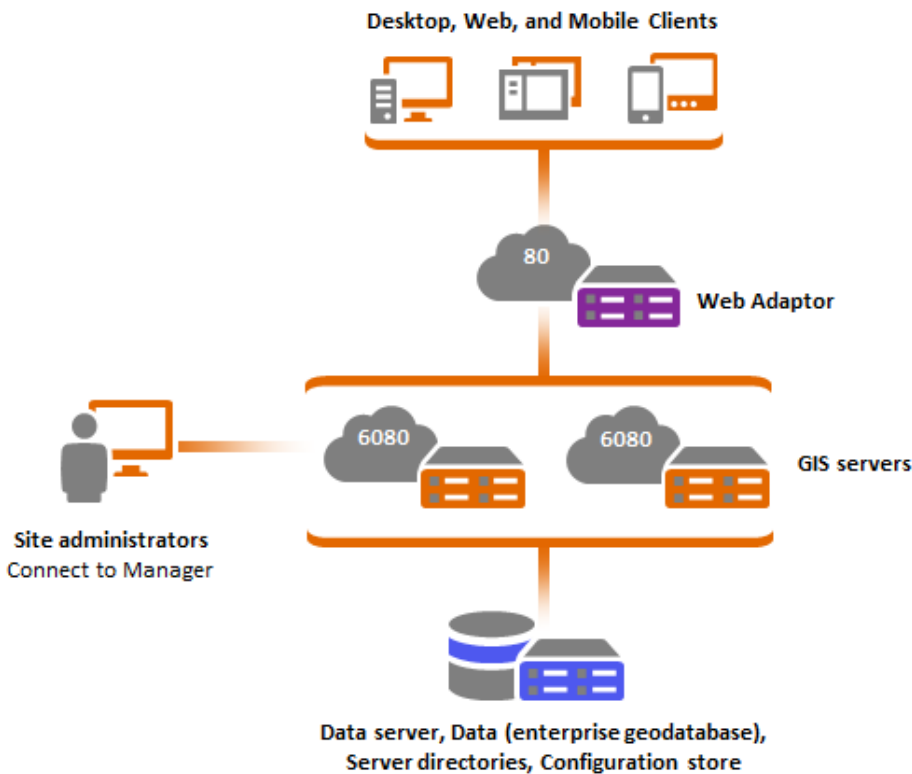 Desktop, Web, and Mobile Clients
80
Web Adaptor
6080
6080
GIS servers
Site administrators
Connect to Manager
Data server, Data (enterprise geodatabase),
Server directories, Configuration store